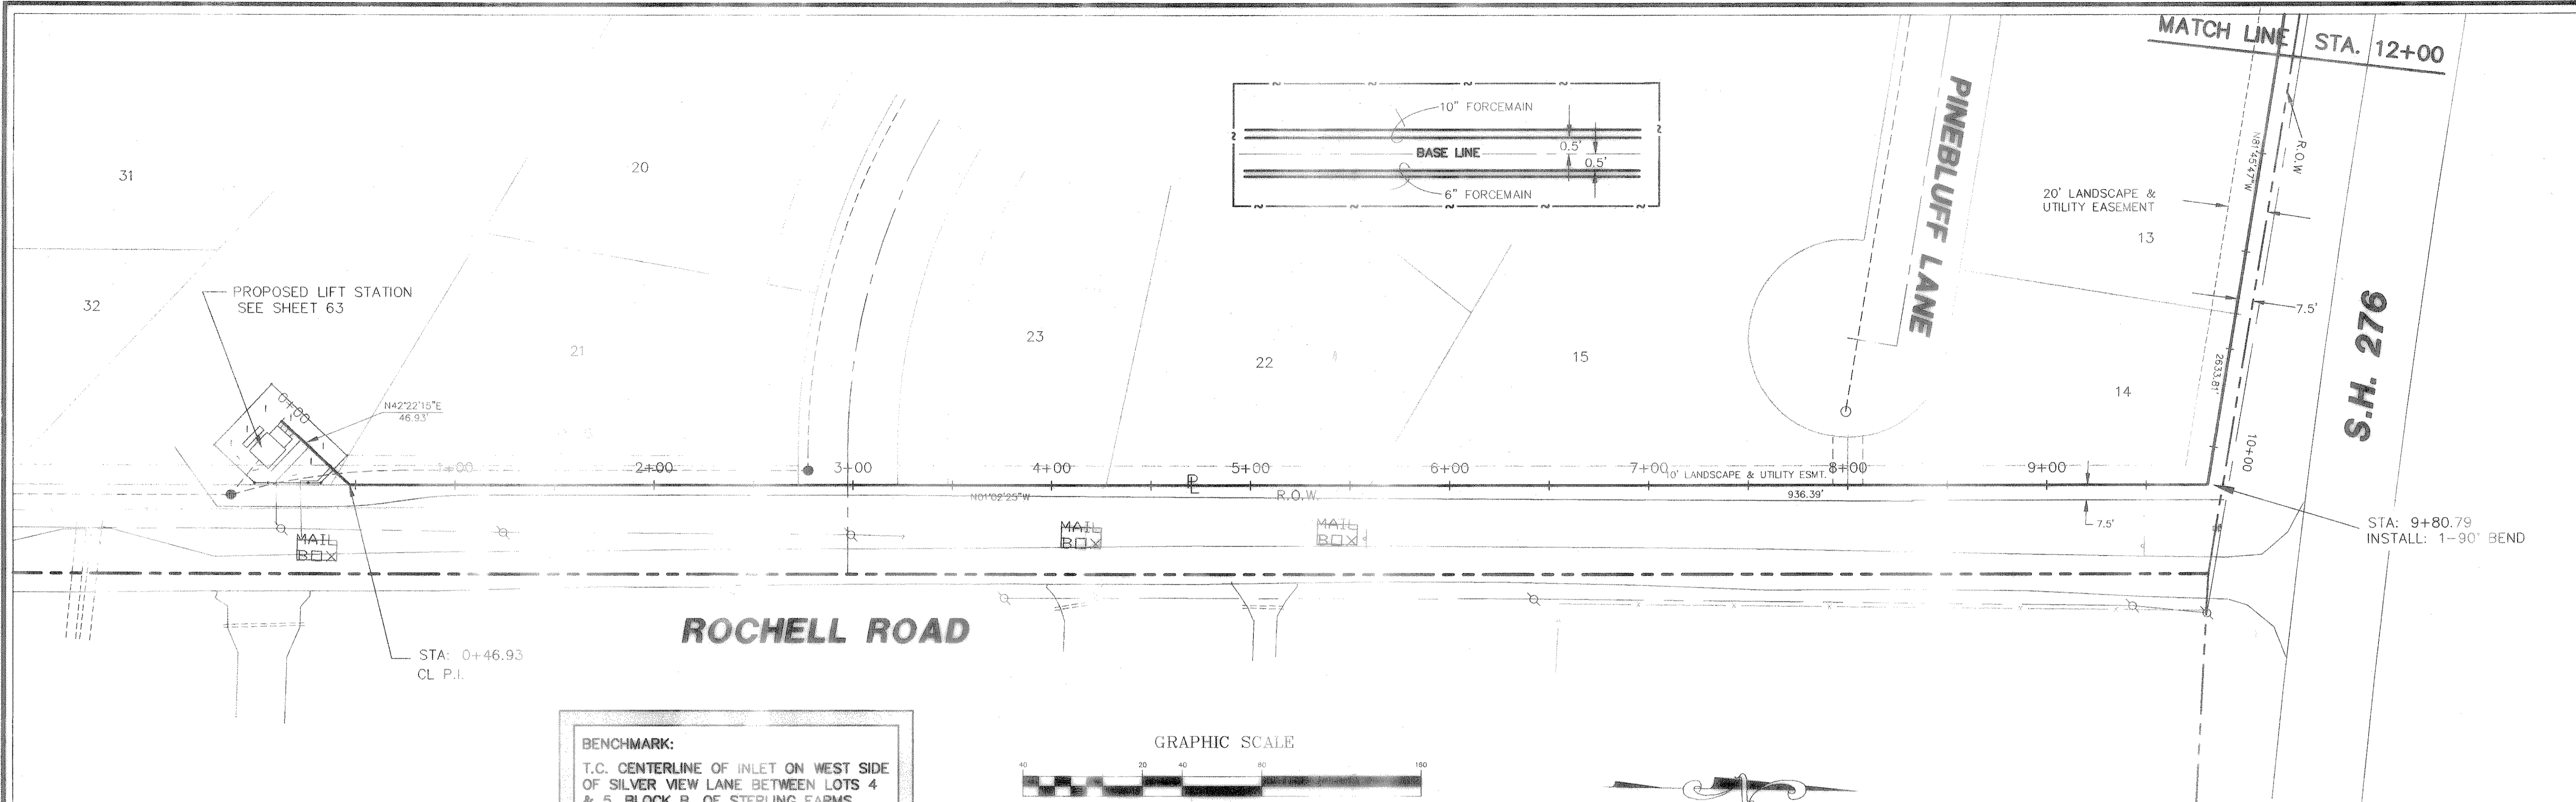 MATCH LINE STA. 12+00
10" FORCEMAIN
BASE LINE
0.5'
0.5'
6" FORCEMAIN
PINEBLUFF LANE
N81°45'47"W
R.O.W
20' LANDSCAPE &
UTILITY EASEMENT
13
31
20
32
PROPOSED LIFT STATION
SEE SHEET 63
21
23
22
15
14
7.5'
2633.81'
S.H. 276
0+00
N42°22'15"E
46.93'
1+00
2+00
3+00
4+00
5+00
6+00
7+00
8+00
9+00
10+00
10' LANDSCAPE & UTILITY ESMT.
N01°02'25"W
PL
R.O.W.
936.39'
7.5'
MAIL
BOX
MAIL
BOX
MAIL
BOX
STA: 9+80.79
INSTALL: 1-90° BEND
ROCHELL ROAD
STA: 0+46.93
CL P.I.
BENCHMARK:
T.C. CENTERLINE OF INLET ON WEST SIDE
OF SILVER VIEW LANE BETWEEN LOTS 4
& 5, BLOCK B, OF STERLING FARMS
GRAPHIC SCALE
40 20 40 80 160